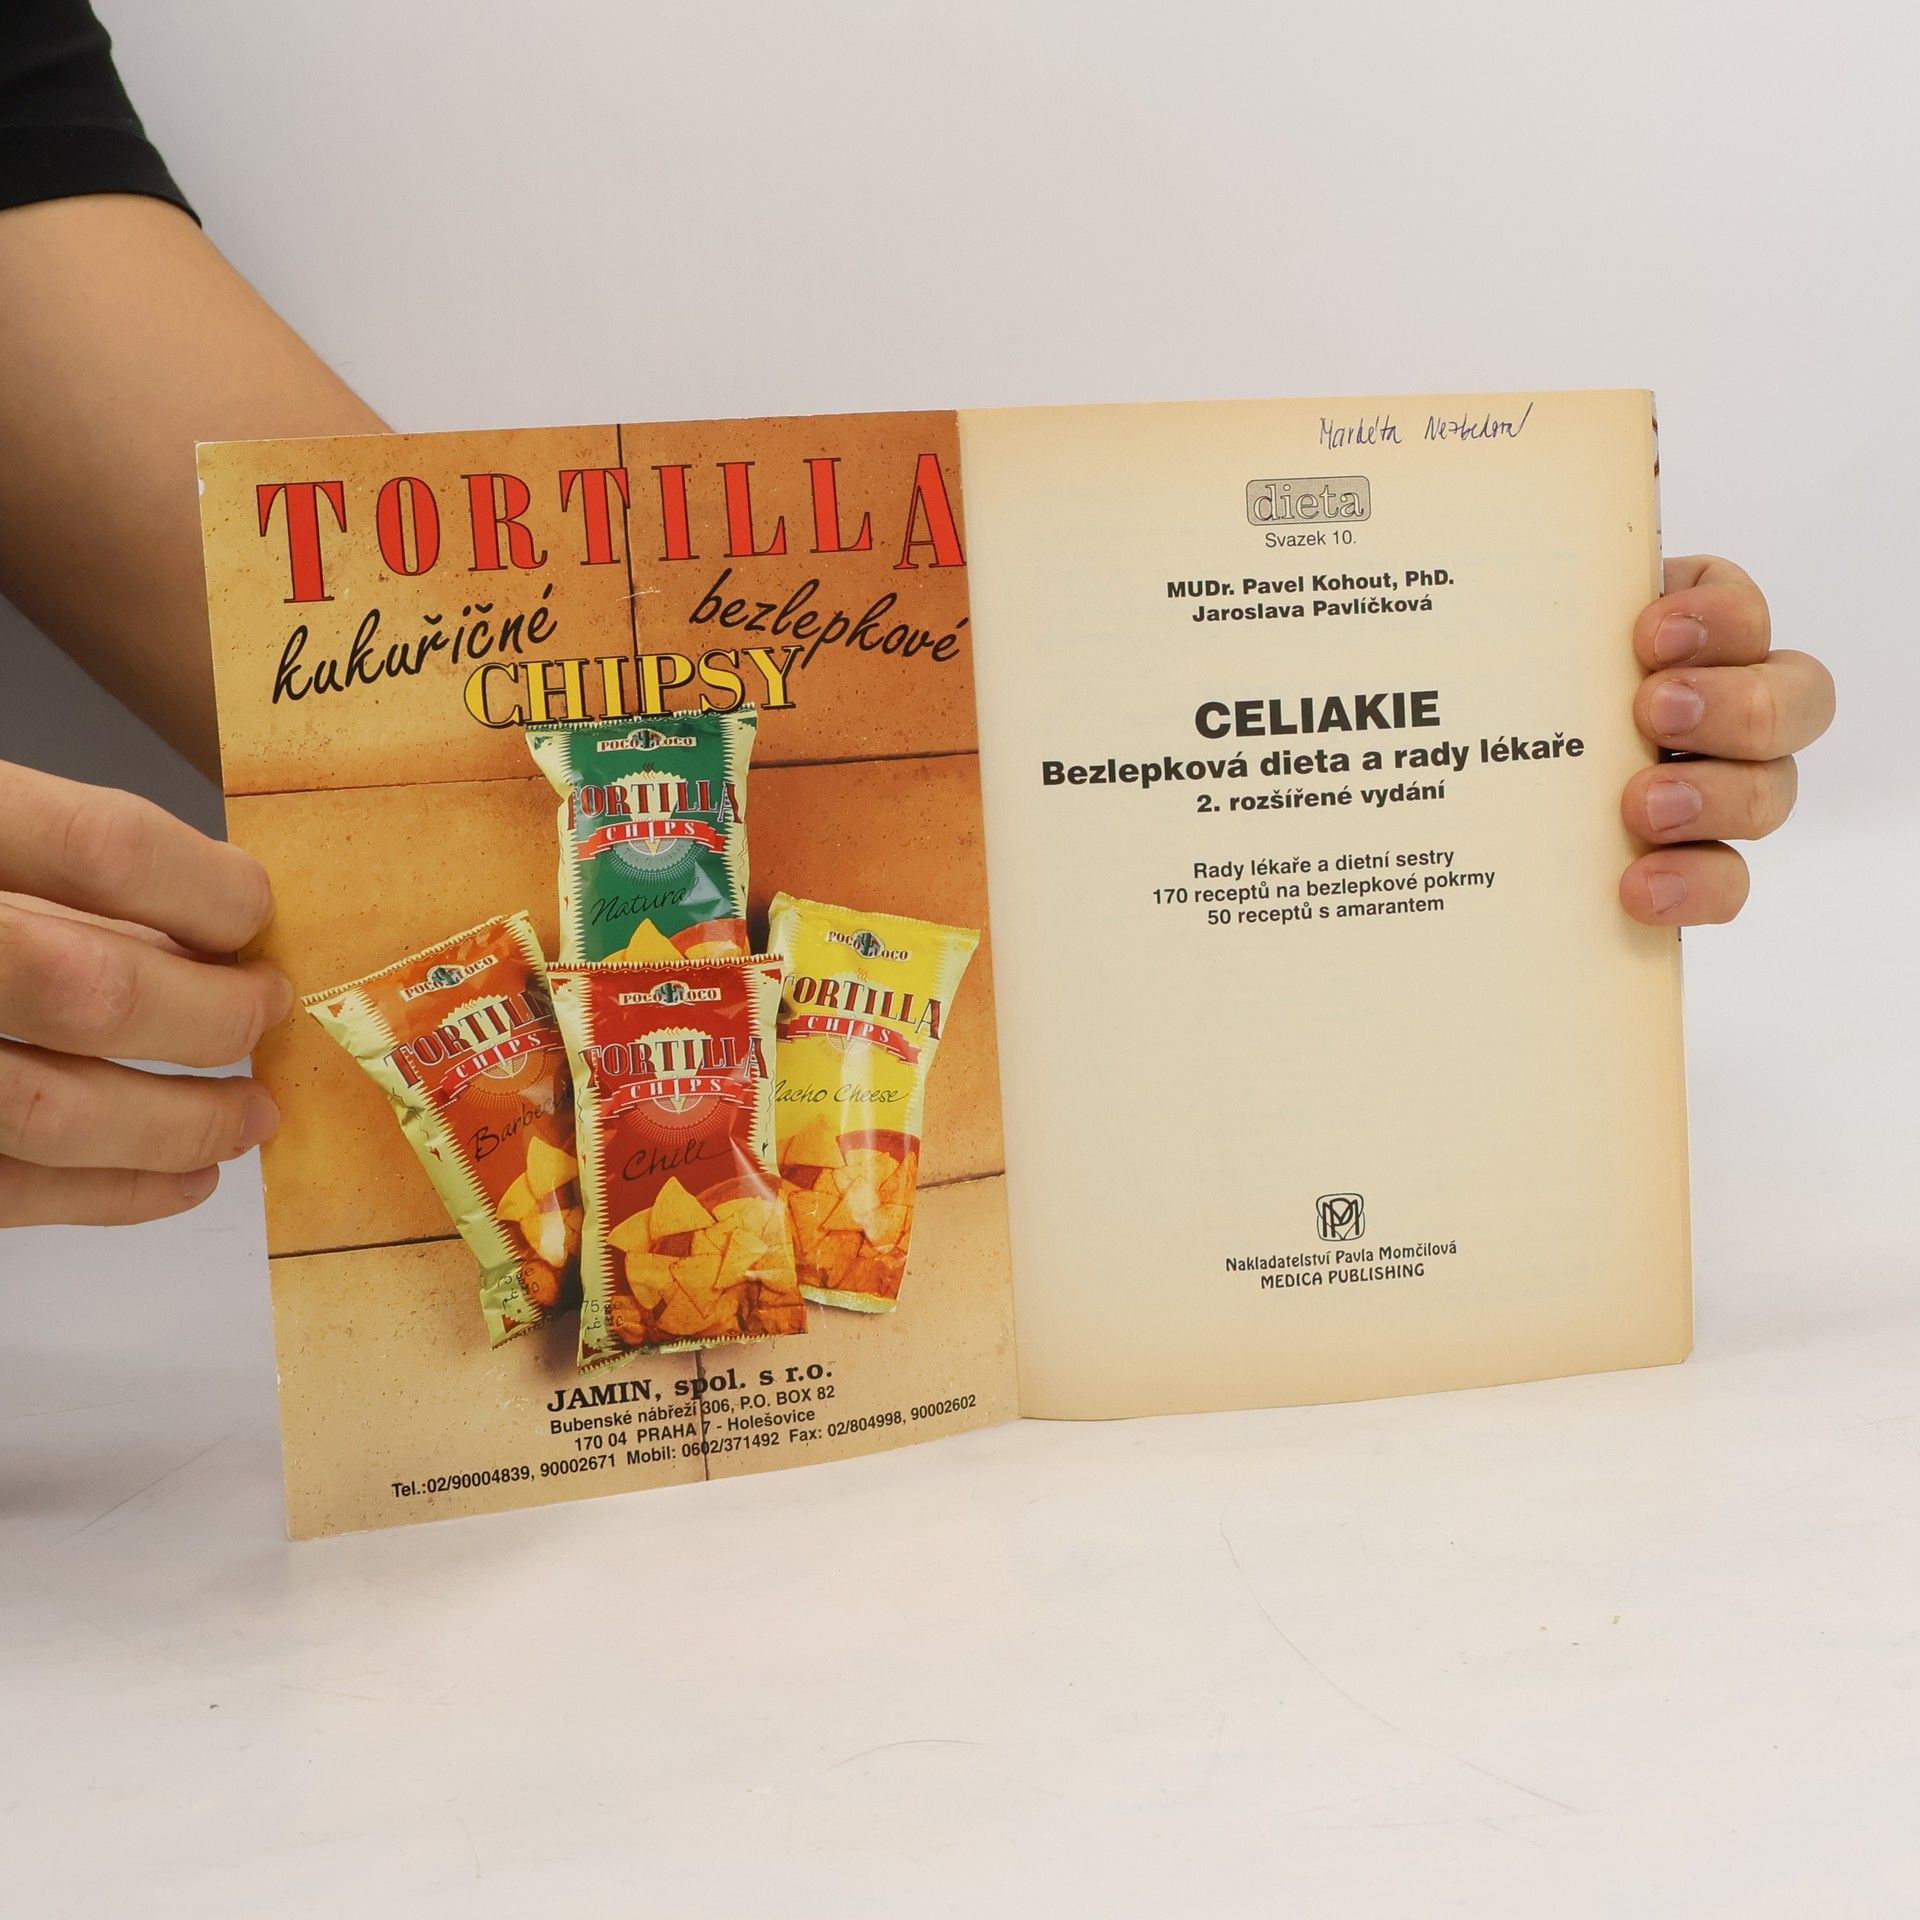 TORTILLA
kukuřičné bezlepkové
CHIPSY
POCO LOCO
TORTILLA
CHIPS
Natural
POCO LOCO
TORTILLA
CHIPS
POCO LOCO
TORTILLA
CHIPS
Chili
POCO LOCO
TORTILLA
CHIPS
Nacho Cheese
JAMIN, spol. s r.o.
Bubenské nábřeží 306, P.O. BOX 82
170 04 PRAHA 7 - Holešovice
Tel.:02/90004839, 90002671 Mobil: 0602/371492 Fax: 02/804998, 90002602
Markéta
dieta
Svazek 10.
MUDr. Pavel Kohout, PhD.
Jaroslava Pavlíčková
CELIAKIE
Bezlepková dieta a rady lékaře
2. rozšířené vydání
Rady lékaře a dietní sestry
170 receptů na bezlepkové pokrmy
50 receptů s amarantem
Nakladatelství Pavla Momčilová
MEDICA PUBLISHING